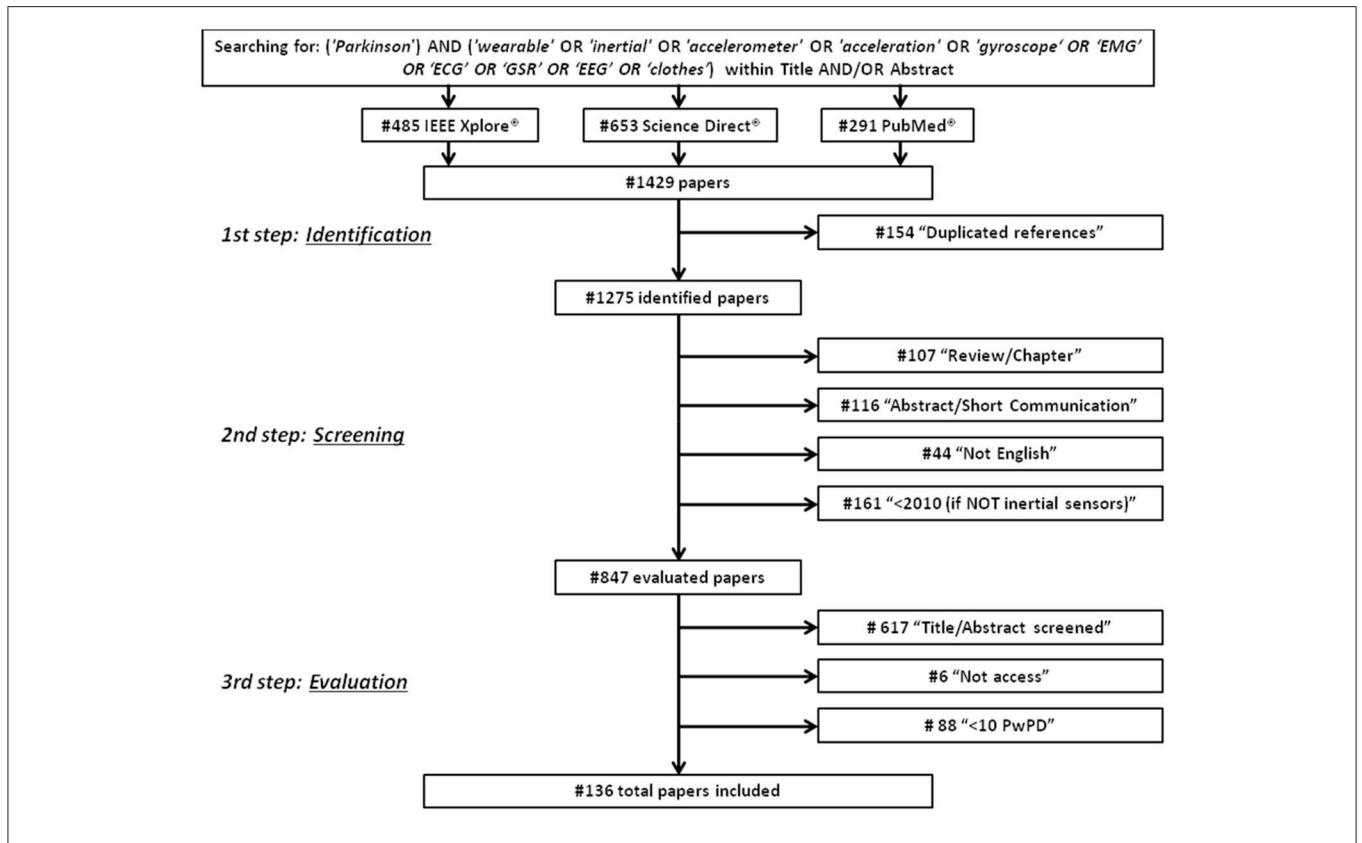 Searching for: ('Parkinson') AND ('wearable' OR 'inertial' OR 'accelerometer' OR 'acceleration' OR 'gyroscope‘ OR ‘EMG’
OR ‘ECG’ OR ‘GSR’ OR ‘EEG’ OR ‘clothes’) within Title AND/OR Abstract
#485 IEEE Xplore®
#653 Science Direct®
#291 PubMed®
#1429 papers
1st step: Identification
#154 “Duplicated references”
#1275 identified papers
#107 “Review/Chapter”
#116 “Abstract/Short Communication”
2nd step: Screening
#44 “Not English”
#161 “<2010 (if NOT inertial sensors)”
#847 evaluated papers
# 617 “Title/Abstract screened”
3rd step: Evaluation
#6 “Not access”
# 88 “<10 PwPD”
#136 total papers included